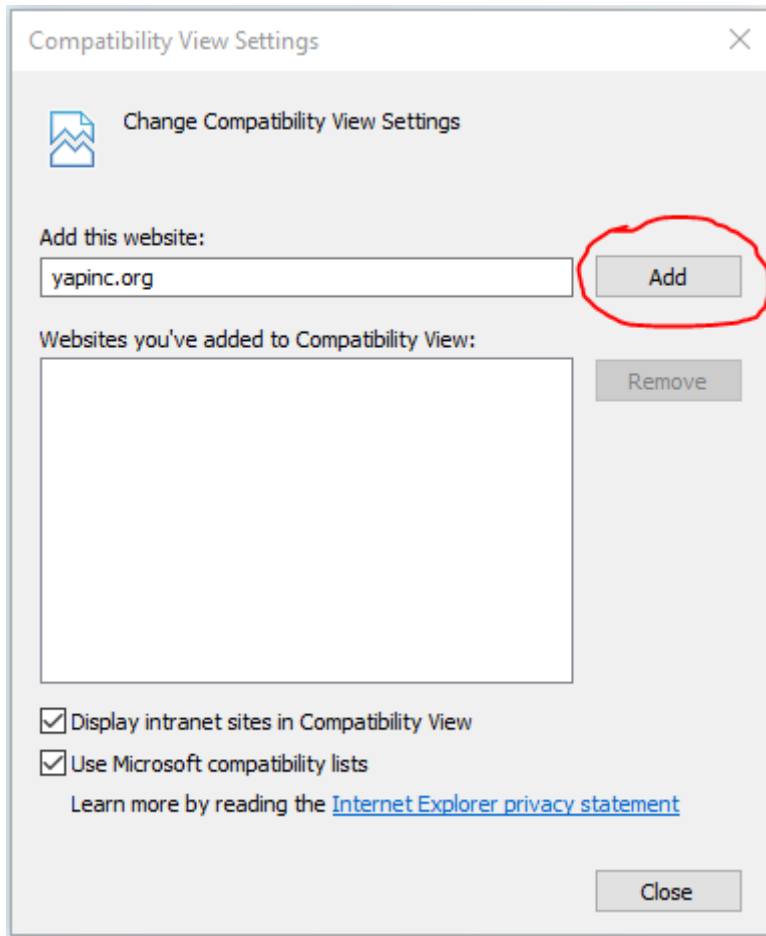 Compatibility View Settings
Change Compatibility View Settings
Add this website:
yapinc.org
Add
Websites you've added to Compatibility View:
Remove
Display intranet sites in Compatibility View
Use Microsoft compatibility lists
Learn more by reading the Internet Explorer privacy statement
Close